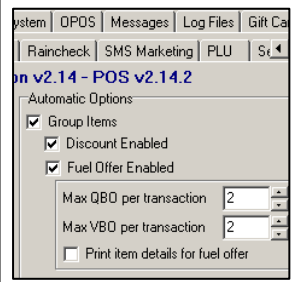 ystem OPOS Messages Log Files Gift Ca
Raincheck SMS Marketing PLU Se
on v2.14 - POS v2.14.2
Automatic Options
Group Items
Discount Enabled
Fuel Offer Enabled
Max QBO per transaction 2
Max VBO per transaction 2
Print item details for fuel offer